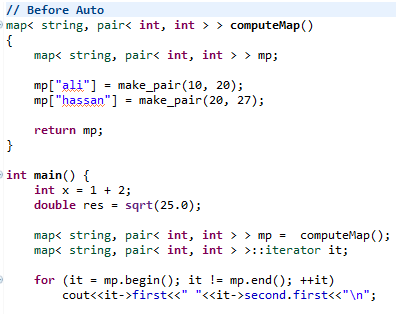 // Before Auto
map< string, pair< int, int > > computeMap()
{
    map< string, pair< int, int > > mp;

    mp["ali"] = make_pair(10, 20);
    mp["hassan"] = make_pair(20, 27);

    return mp;
}

int main() {
    int x = 1 + 2;
    double res = sqrt(25.0);

    map< string, pair< int, int > > mp =  computeMap();
    map< string, pair< int, int > >::iterator it;

    for (it = mp.begin(); it != mp.end(); ++it)
        cout<<it->first<<" "<<it->second.first<<"\n";